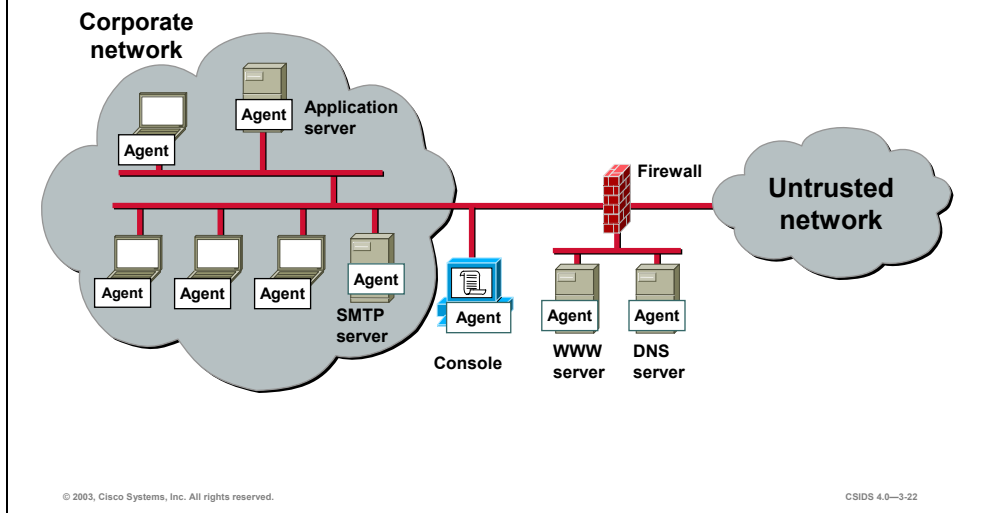 Corporate
network
Agent
Application
server
Agent
Firewall
Untrusted
network
Agent
Agent
Agent
Agent
SMTP
server
Agent
Console
Agent
WWW
server
Agent
DNS
server
© 2003, Cisco Systems, Inc. All rights reserved.
CSIDS 4.0—3-22